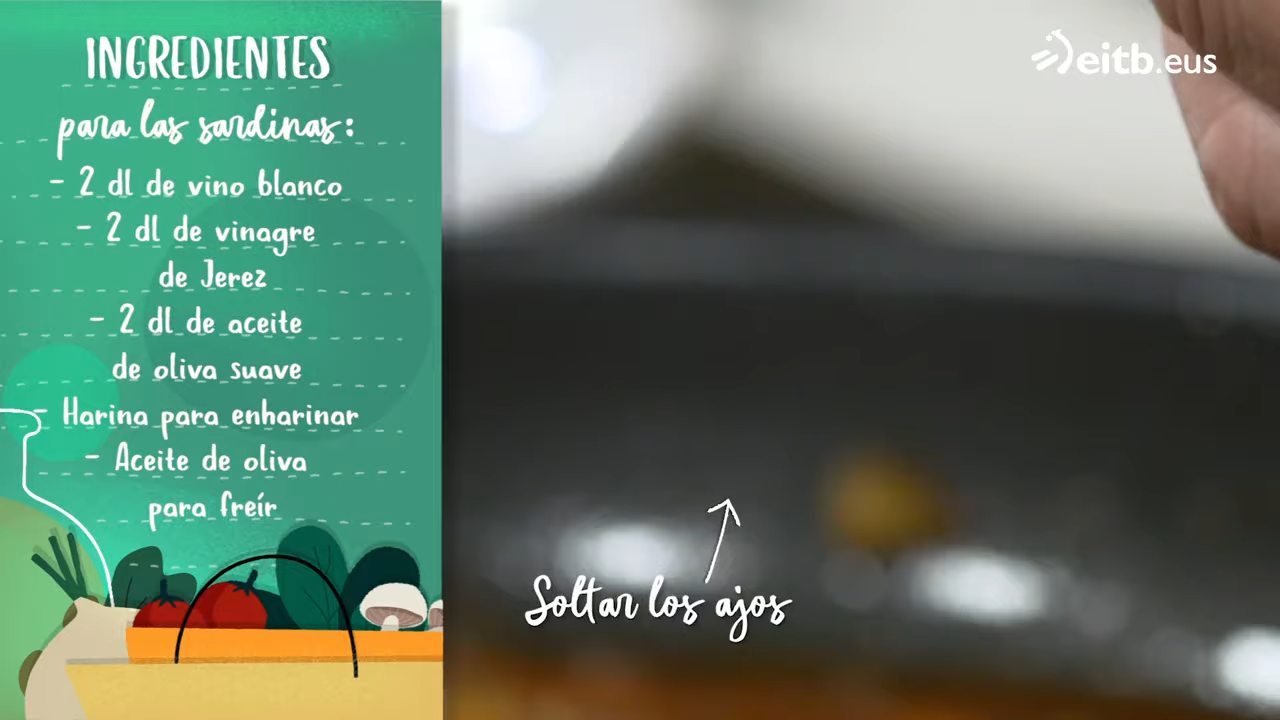 INGREDIENTES
para las sardinas:
- 2 dl de vino blanco
- 2 dl de vinagre
de Jerez
- 2 dl de aceite
de oliva suave
- Harina para enharinar
- Aceite de oliva
para freír
eitb.eus
Soltar los ajos